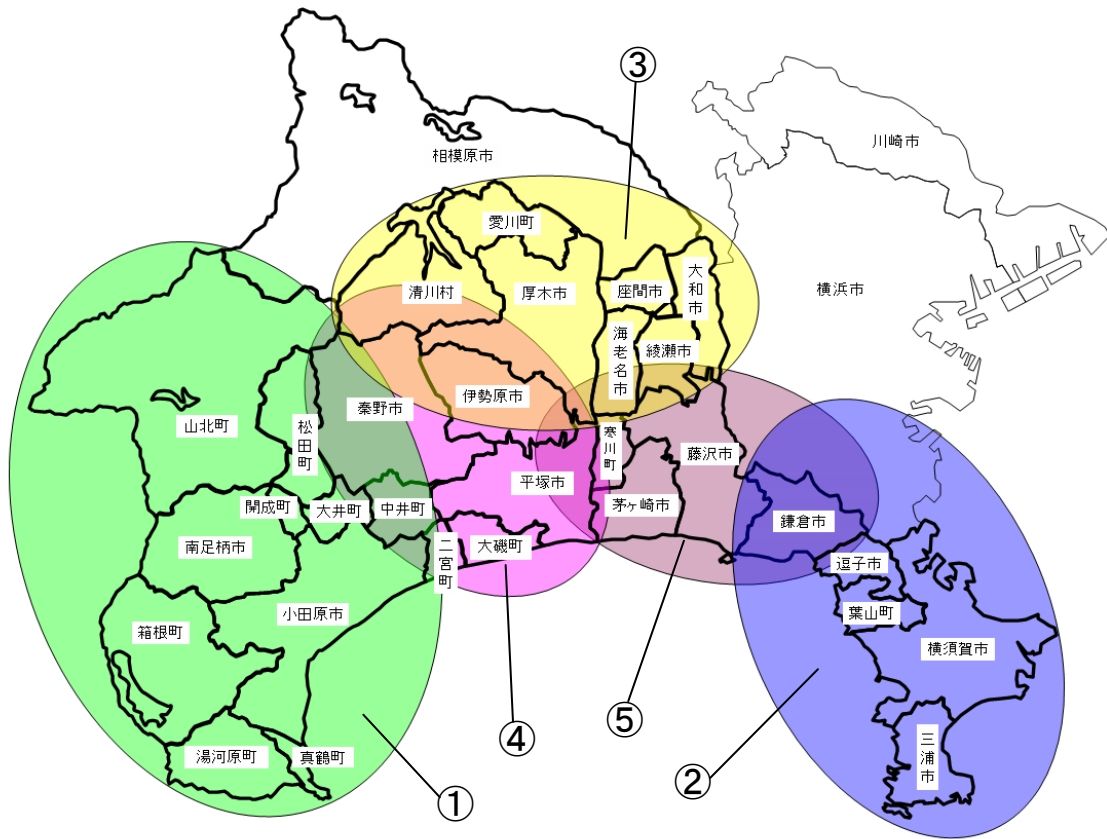 ③
川崎市
相模原市
愛川町
大和市
座間市
清川村
厚木市
横浜市
海老名市
綾瀬市
伊勢原市
秦野市
山北町
松田町
寒川町
藤沢市
平塚市
開成町
大井町
中井町
茅ヶ崎市
鎌倉市
南足柄市
二宮町
大磯町
逗子市
小田原市
葉山町
箱根町
横須賀市
⑤
④
三浦市
湯河原町
真鶴町
②
①